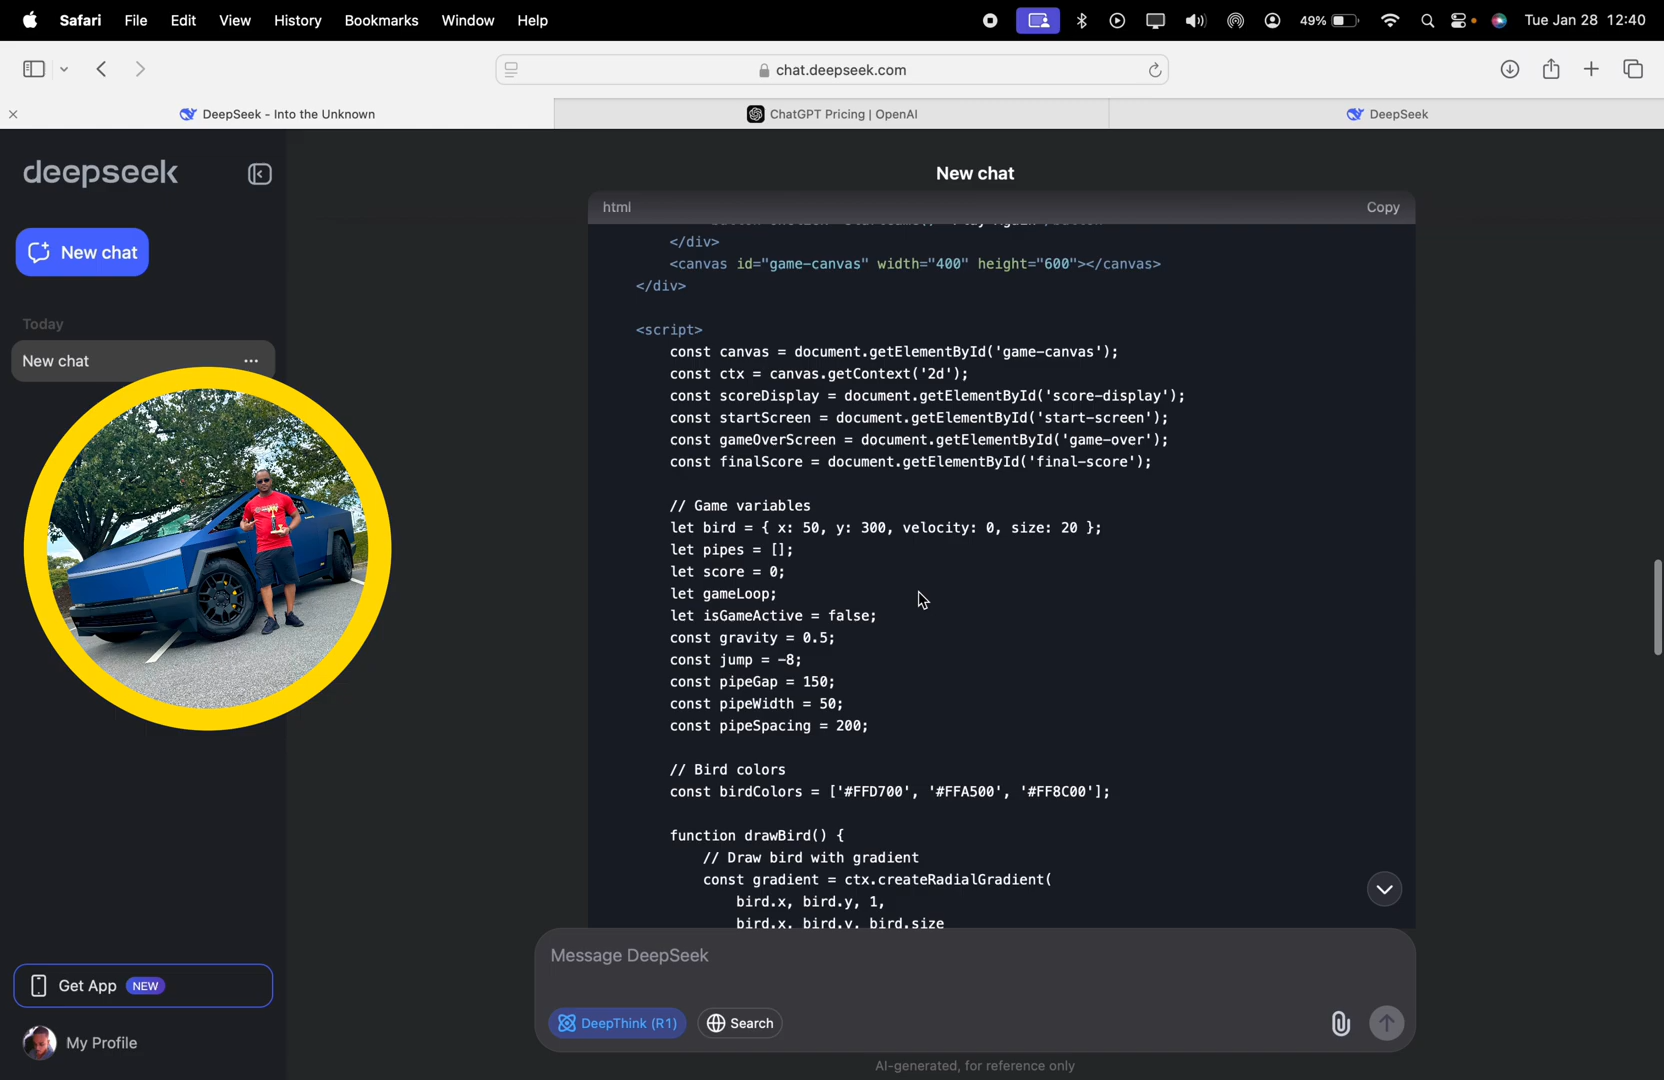 Safari File Edit View History Bookmarks Window Help 49% Tue Jan 28 12:40
chat.deepseek.com
DeepSeek - Into the Unknown ChatGPT Pricing | OpenAI DeepSeek
deepseek
New chat
Today
New chat ...
Get App NEW
My Profile
New chat
html Copy
</div>
<canvas id="game-canvas" width="400" height="600"></canvas>
</div>
<script>
const canvas = document.getElementById('game-canvas');
const ctx = canvas.getContext('2d');
const scoreDisplay = document.getElementById('score-display');
const startScreen = document.getElementById('start-screen');
const gameOverScreen = document.getElementById('game-over');
const finalScore = document.getElementById('final-score');
// Game variables
let bird = { x: 50, y: 300, velocity: 0, size: 20 };
let pipes = [];
let score = 0;
let gameLoop;
let isGameActive = false;
const gravity = 0.5;
const jump = -8;
const pipeGap = 150;
const pipeWidth = 50;
const pipeSpacing = 200;
// Bird colors
const birdColors = ['#FFD700', '#FFA500', '#FF8C00'];
function drawBird() {
// Draw bird with gradient
const gradient = ctx.createRadialGradient(
bird.x, bird.y, 1,
bird.x, bird.y, bird.size
Message DeepSeek
DeepThink (R1) Search
AI-generated, for reference only